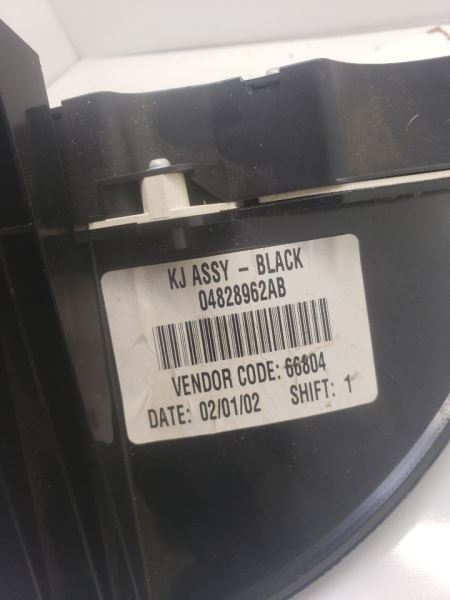 KJ ASSY - BLACK
04828962AB
VENDOR CODE: 66804
DATE: 02/01/02 SHIFT: 1